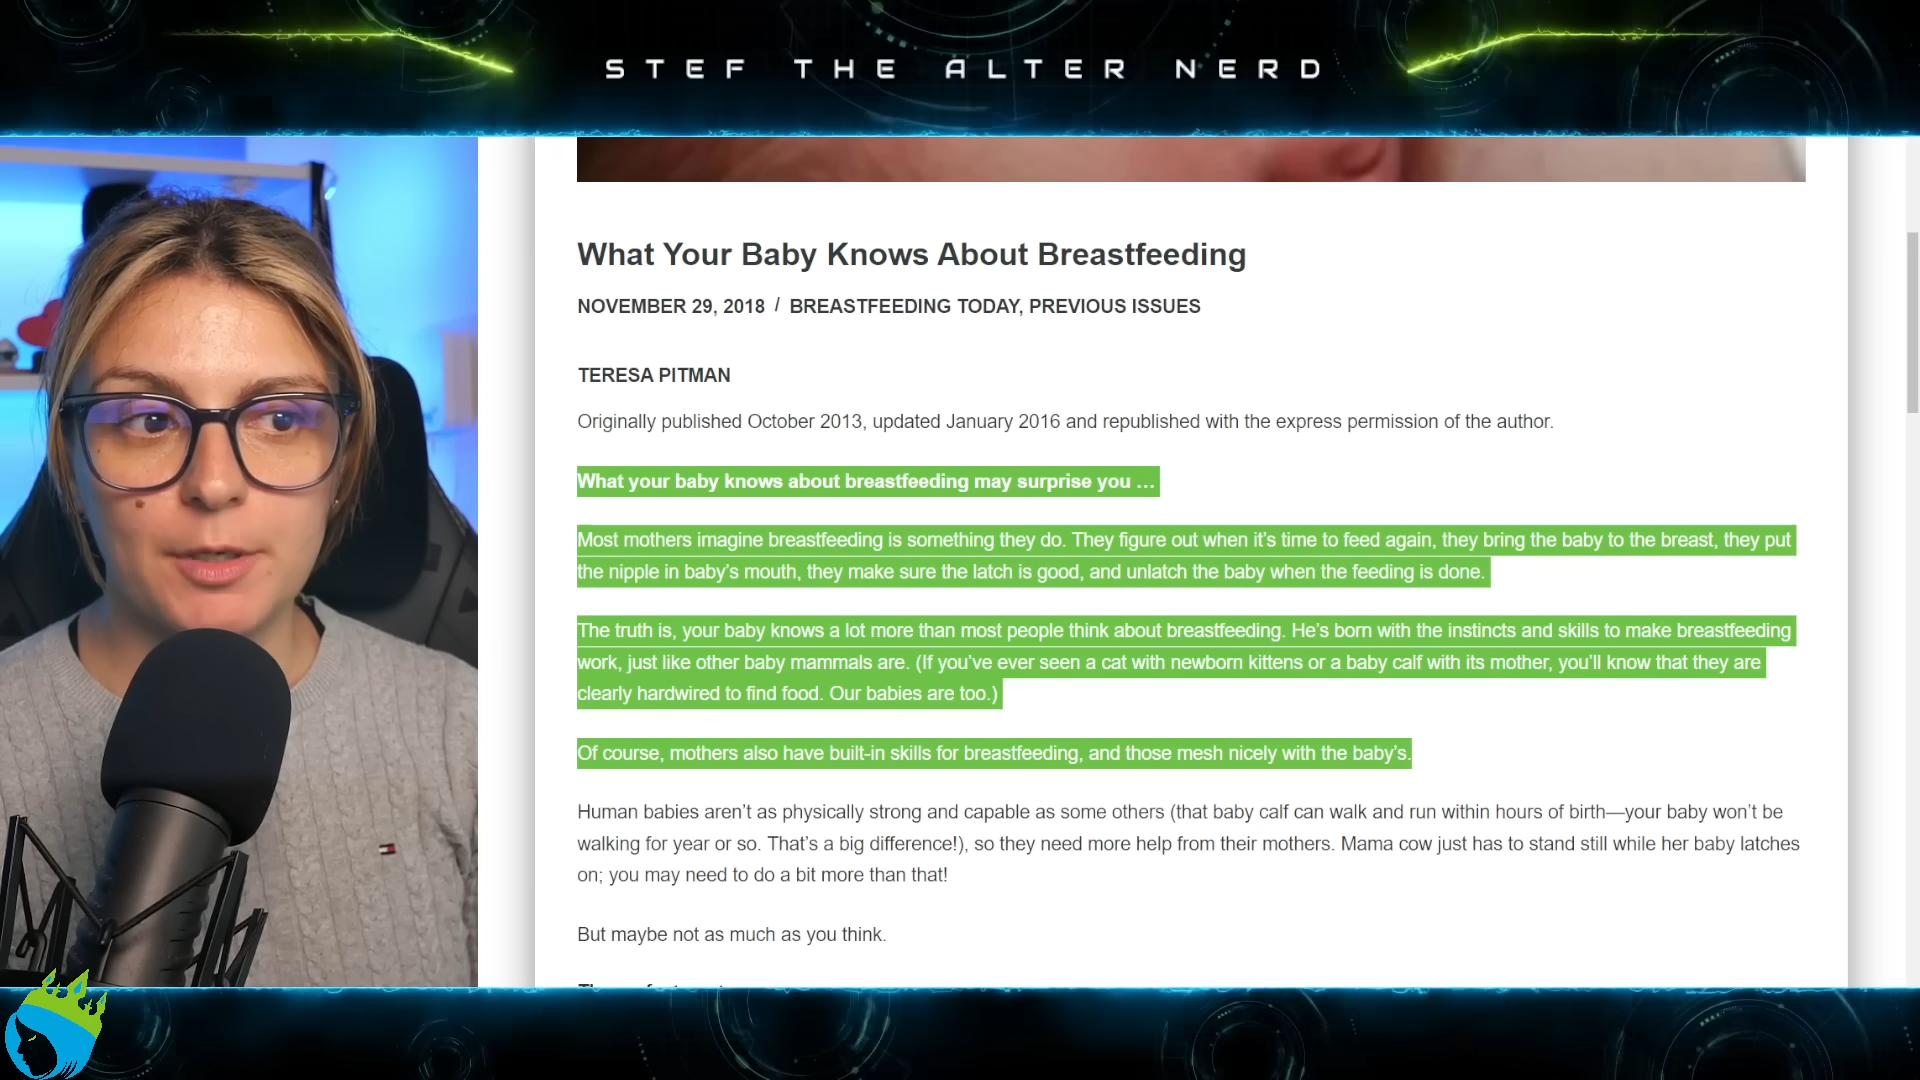 STEF THE ALTER NERD
What Your Baby Knows About Breastfeeding
NOVEMBER 29, 2018 / BREASTFEEDING TODAY, PREVIOUS ISSUES
TERESA PITMAN
Originally published October 2013, updated January 2016 and republished with the express permission of the author.
What your baby knows about breastfeeding may surprise you …
Most mothers imagine breastfeeding is something they do. They figure out when it’s time to feed again, they bring the baby to the breast, they put
the nipple in baby’s mouth, they make sure the latch is good, and unlatch the baby when the feeding is done.
The truth is, your baby knows a lot more than most people think about breastfeeding. He’s born with the instincts and skills to make breastfeeding
work, just like other baby mammals are. (If you’ve ever seen a cat with newborn kittens or a baby calf with its mother, you’ll know that they are
clearly hardwired to find food. Our babies are too.)
Of course, mothers also have built-in skills for breastfeeding, and those mesh nicely with the baby’s.
Human babies aren’t as physically strong and capable as some others (that baby calf can walk and run within hours of birth—your baby won’t be
walking for year or so. That’s a big difference!), so they need more help from their mothers. Mama cow just has to stand still while her baby latches
on; you may need to do a bit more than that!
But maybe not as much as you think.